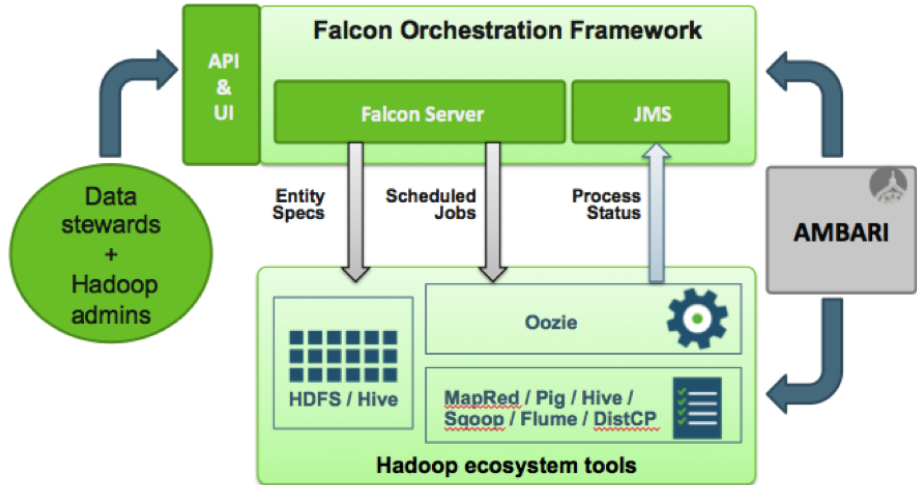 Falcon Orchestration Framework
API
&
UI
Falcon Server
JMS
Data
stewards
+
Hadoop
admins
Entity
Specs
Scheduled
Jobs
Process
Status
AMBARI
Oozie
HDFS / Hive
MapRed / Pig / Hive /
Sqoop / Flume / DistCP
Hadoop ecosystem tools